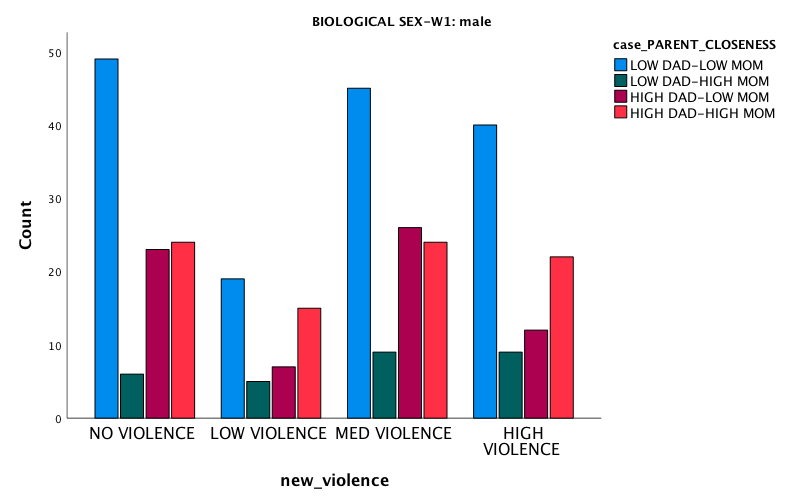 BIOLOGICAL SEX-W1: male
case_PARENT_CLOSENESS
LOW DAD-LOW MOM
LOW DAD-HIGH MOM
HIGH DAD-LOW MOM
HIGH DAD-HIGH MOM
Count
50
40
30
20
10
0
NO VIOLENCE
LOW VIOLENCE
MED VIOLENCE
HIGH
VIOLENCE
new_violence